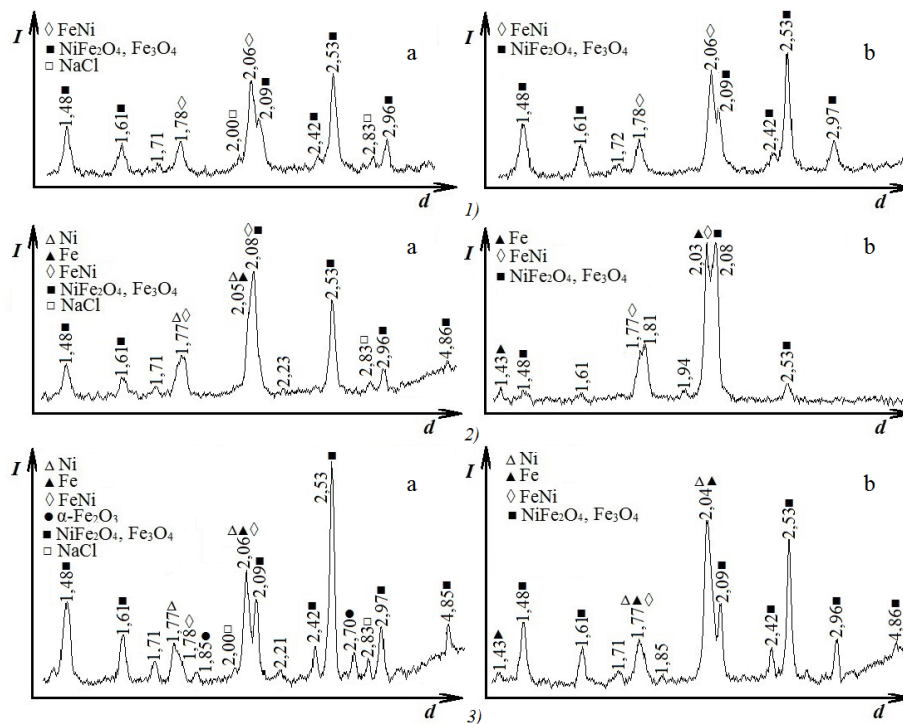 I
◊ FeNi
■ NiFe₂O₄, Fe₃O₄
□ NaCl
a
1,48■
1,61■
1,71
1,78◊
2,00□
2,06◊
2,09■
2,42■
2,53■
2,83□
2,96■
d
I
◊ FeNi
■ NiFe₂O₄, Fe₃O₄
b
1,48■
1,61■
1,72
1,78◊
2,06◊
2,09■
2,42■
2,53■
2,97■
d
1)
I
△ Ni
▲ Fe
◊ FeNi
■ NiFe₂O₄, Fe₃O₄
□ NaCl
a
1,48■
1,61■
1,71
△◊
1,77
△▲
2,05
◊■
2,08
2,23
2,53■
2,83□
2,96■
4,86■
d
I
▲ Fe
◊ FeNi
■ NiFe₂O₄, Fe₃O₄
b
1,43▲
1,48■
1,61
1,77◊
1,81
1,94
▲◊■
2,03
2,08
2,53■
d
2)
I
△ Ni
▲ Fe
◊ FeNi
● α-Fe₂O₃
■ NiFe₂O₄, Fe₃O₄
□ NaCl
a
1,48■
1,61■
1,71
1,77△
1,78◊
1,85●
2,00□
△▲◊
2,06
2,09■
2,21
2,42■
2,53■
2,70●
2,83□
2,97■
4,85■
d
I
△ Ni
▲ Fe
◊ FeNi
■ NiFe₂O₄, Fe₃O₄
b
1,43▲
1,48■
1,61■
1,71
△▲◊
1,77
1,85
△▲
2,04
2,09■
2,42■
2,53■
2,96■
4,86■
d
3)